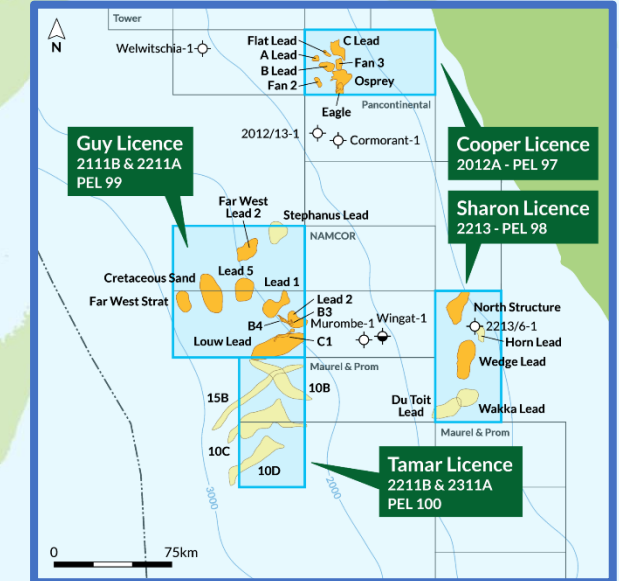 Tower
N
Welwitschia-1
Flat Lead
C Lead
A Lead
Fan 3
B Lead
Osprey
Fan 2
Eagle
Pancontinental
2012/13-1
Cormorant-1
Cooper Licence
2012A - PEL 97
Guy Licence
2111B & 2211A
PEL 99
Sharon Licence
2213 - PEL 98
Far West
Lead 2
Stephanus Lead
NAMCOR
Cretaceous Sand
Lead 5
Lead 1
Far West Strat
Lead 2
B3
B4
Murombe-1
Wingat-1
Louw Lead
C1
North Structure
2213/6-1
Horn Lead
Wedge Lead
Maurel & Prom
15B
10B
Du Toit
Lead
Wakka Lead
Maurel & Prom
10C
10D
Tamar Licence
2211B & 2311A
PEL 100
3000
2000
0
75km